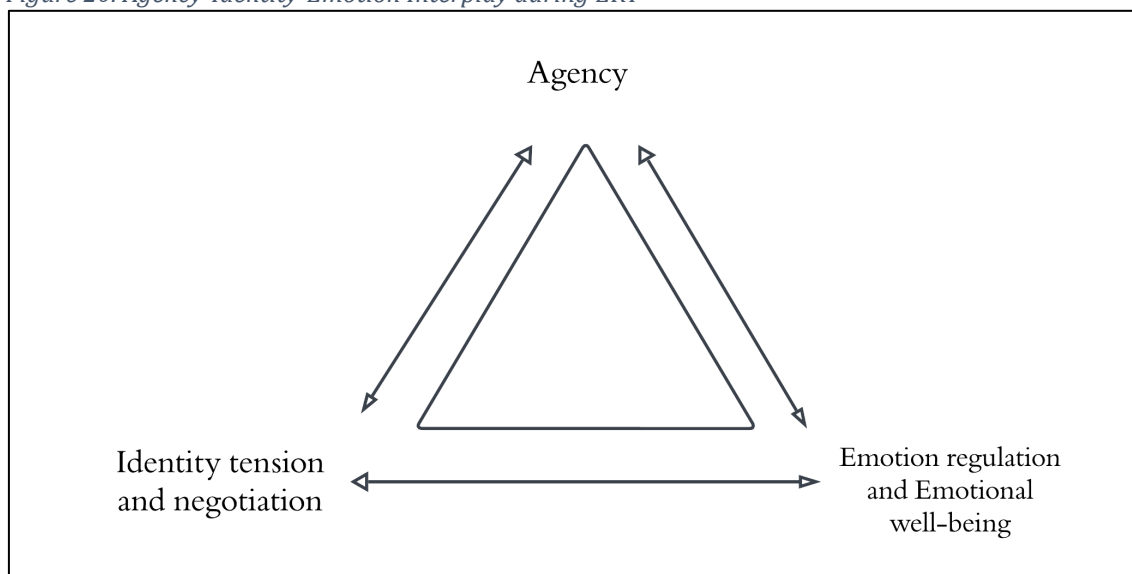 Agency
Identity tension
and negotiation
Emotion regulation
and Emotional
well-being